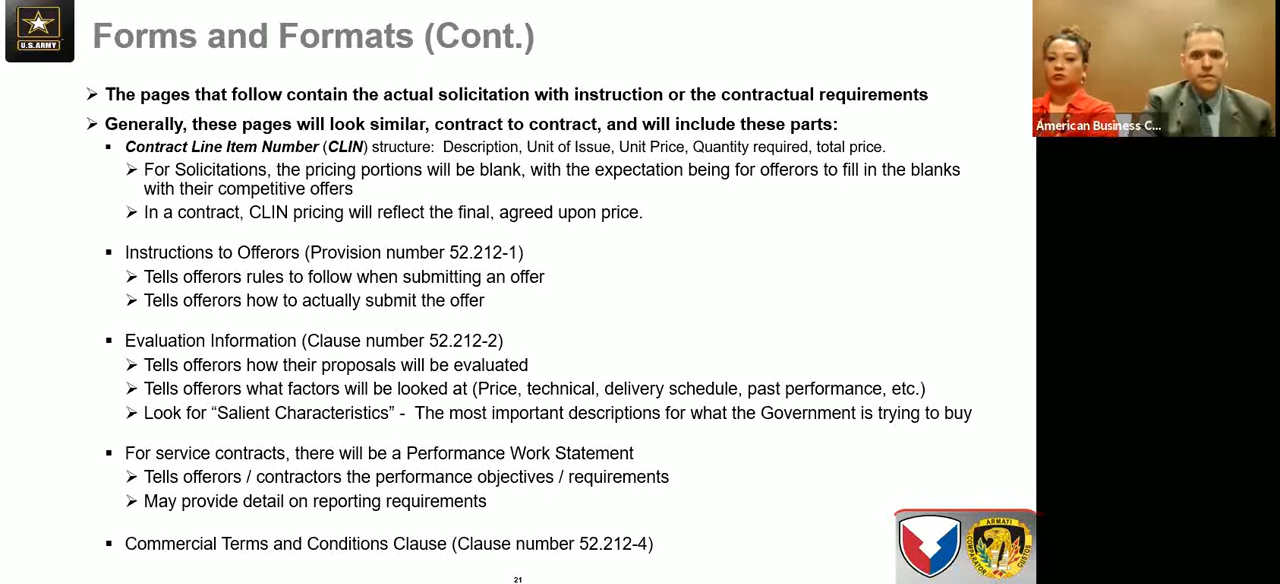 U.S.ARMY
Forms and Formats (Cont.)
The pages that follow contain the actual solicitation with instruction or the contractual requirements
Generally, these pages will look similar, contract to contract, and will include these parts:
Contract Line Item Number (CLIN) structure: Description, Unit of Issue, Unit Price, Quantity required, total price.
For Solicitations, the pricing portions will be blank, with the expectation being for offerors to fill in the blanks
with their competitive offers
In a contract, CLIN pricing will reflect the final, agreed upon price.
Instructions to Offerors (Provision number 52.212-1)
Tells offerors rules to follow when submitting an offer
Tells offerors how to actually submit the offer
Evaluation Information (Clause number 52.212-2)
Tells offerors how their proposals will be evaluated
Tells offerors what factors will be looked at (Price, technical, delivery schedule, past performance, etc.)
Look for “Salient Characteristics” - The most important descriptions for what the Government is trying to buy
For service contracts, there will be a Performance Work Statement
Tells offerors / contractors the performance objectives / requirements
May provide detail on reporting requirements
Commercial Terms and Conditions Clause (Clause number 52.212-4)
21
American Business C...
ARMATI
COMPARATOR
CUSTOS